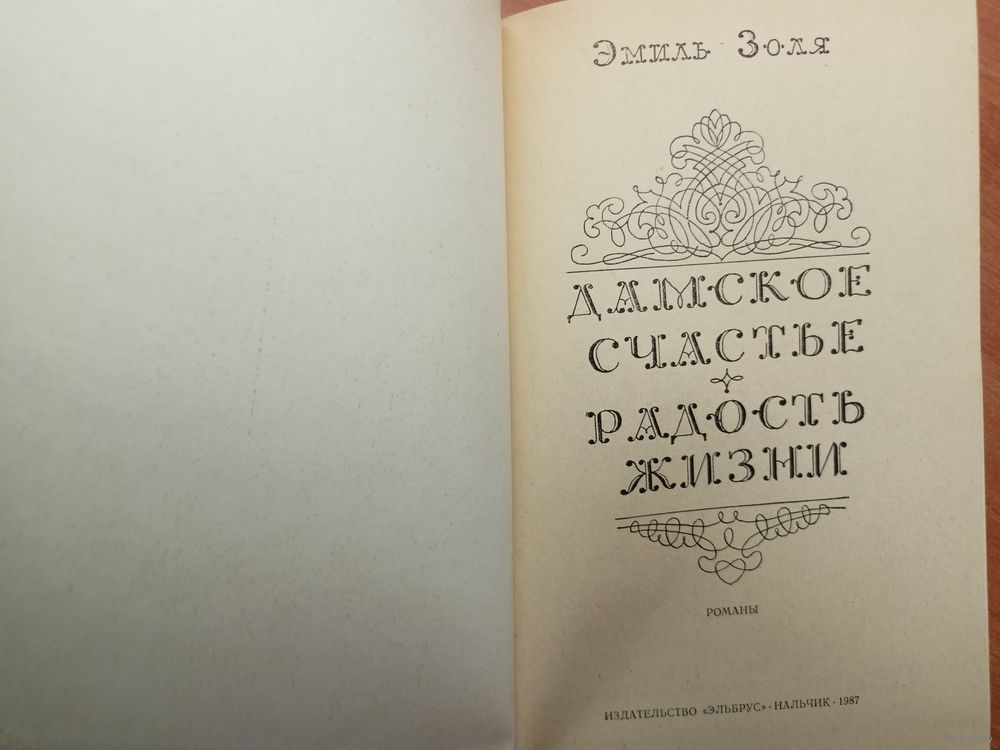 Эмиль Золя
ДАМСКОЕ
СЧАСТЬЕ
РАДОСТЬ
ЖИЗНИ
РОМАНЫ
ИЗДАТЕЛЬСТВО «ЭЛЬБРУС» · НАЛЬЧИК · 1987